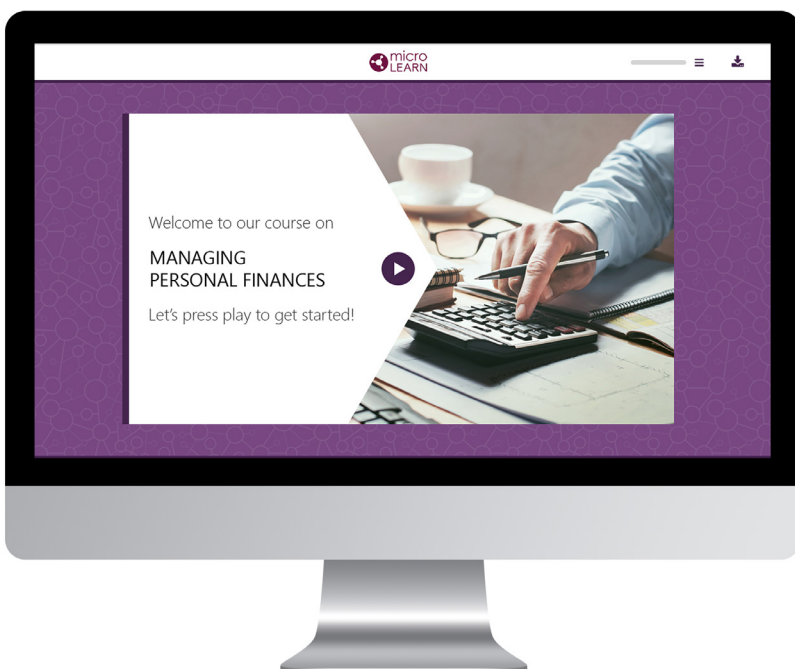 micro
LEARN
Welcome to our course on
MANAGING
PERSONAL FINANCES
Let's press play to get started!